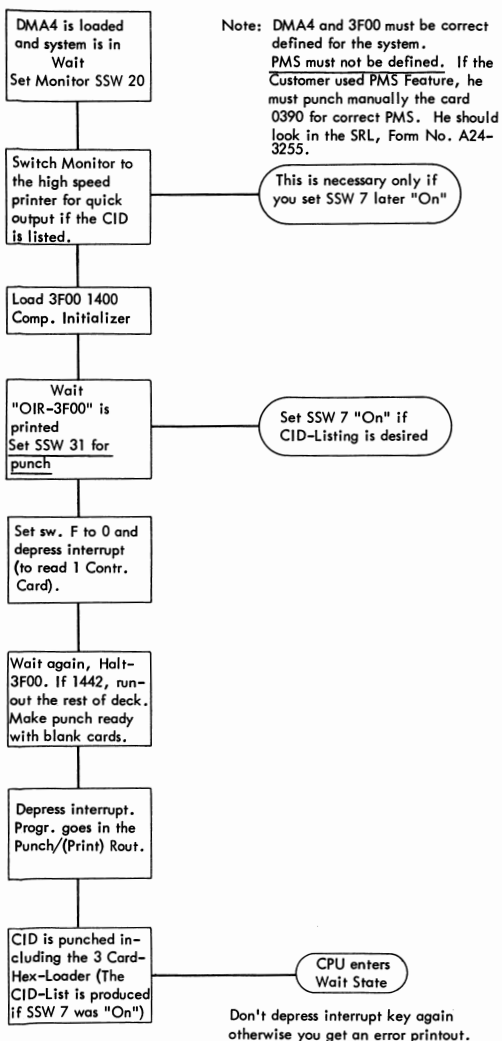 DMA4 is loaded
and system is in
Wait
Set Monitor SSW 20
Note: DMA4 and 3F00 must be correct
defined for the system.
PMS must not be defined. If the
Customer used PMS Feature, he
must punch manually the card
0390 for correct PMS. He should
look in the SRL, Form No. A24-
3255.
Switch Monitor to
the high speed
printer for quick
output if the CID
is listed.
This is necessary only if
you set SSW 7 later "On"
Load 3F00 1400
Comp. Initializer
Wait
"OIR-3F00" is
printed
Set SSW 31 for
punch
Set SSW 7 "On" if
CID-Listing is desired
Set sw. F to 0 and
depress interrupt
(to read 1 Contr.
Card).
Wait again, Halt-
3F00. If 1442, run-
out the rest of deck.
Make punch ready
with blank cards.
Depress interrupt.
Progr. goes in the
Punch/(Print) Rout.
CID is punched in-
cluding the 3 Card-
Hex-Loader (The
CID-List is produced
if SSW 7 was "On")
CPU enters
Wait State
Don't depress interrupt key again
otherwise you get an error printout.